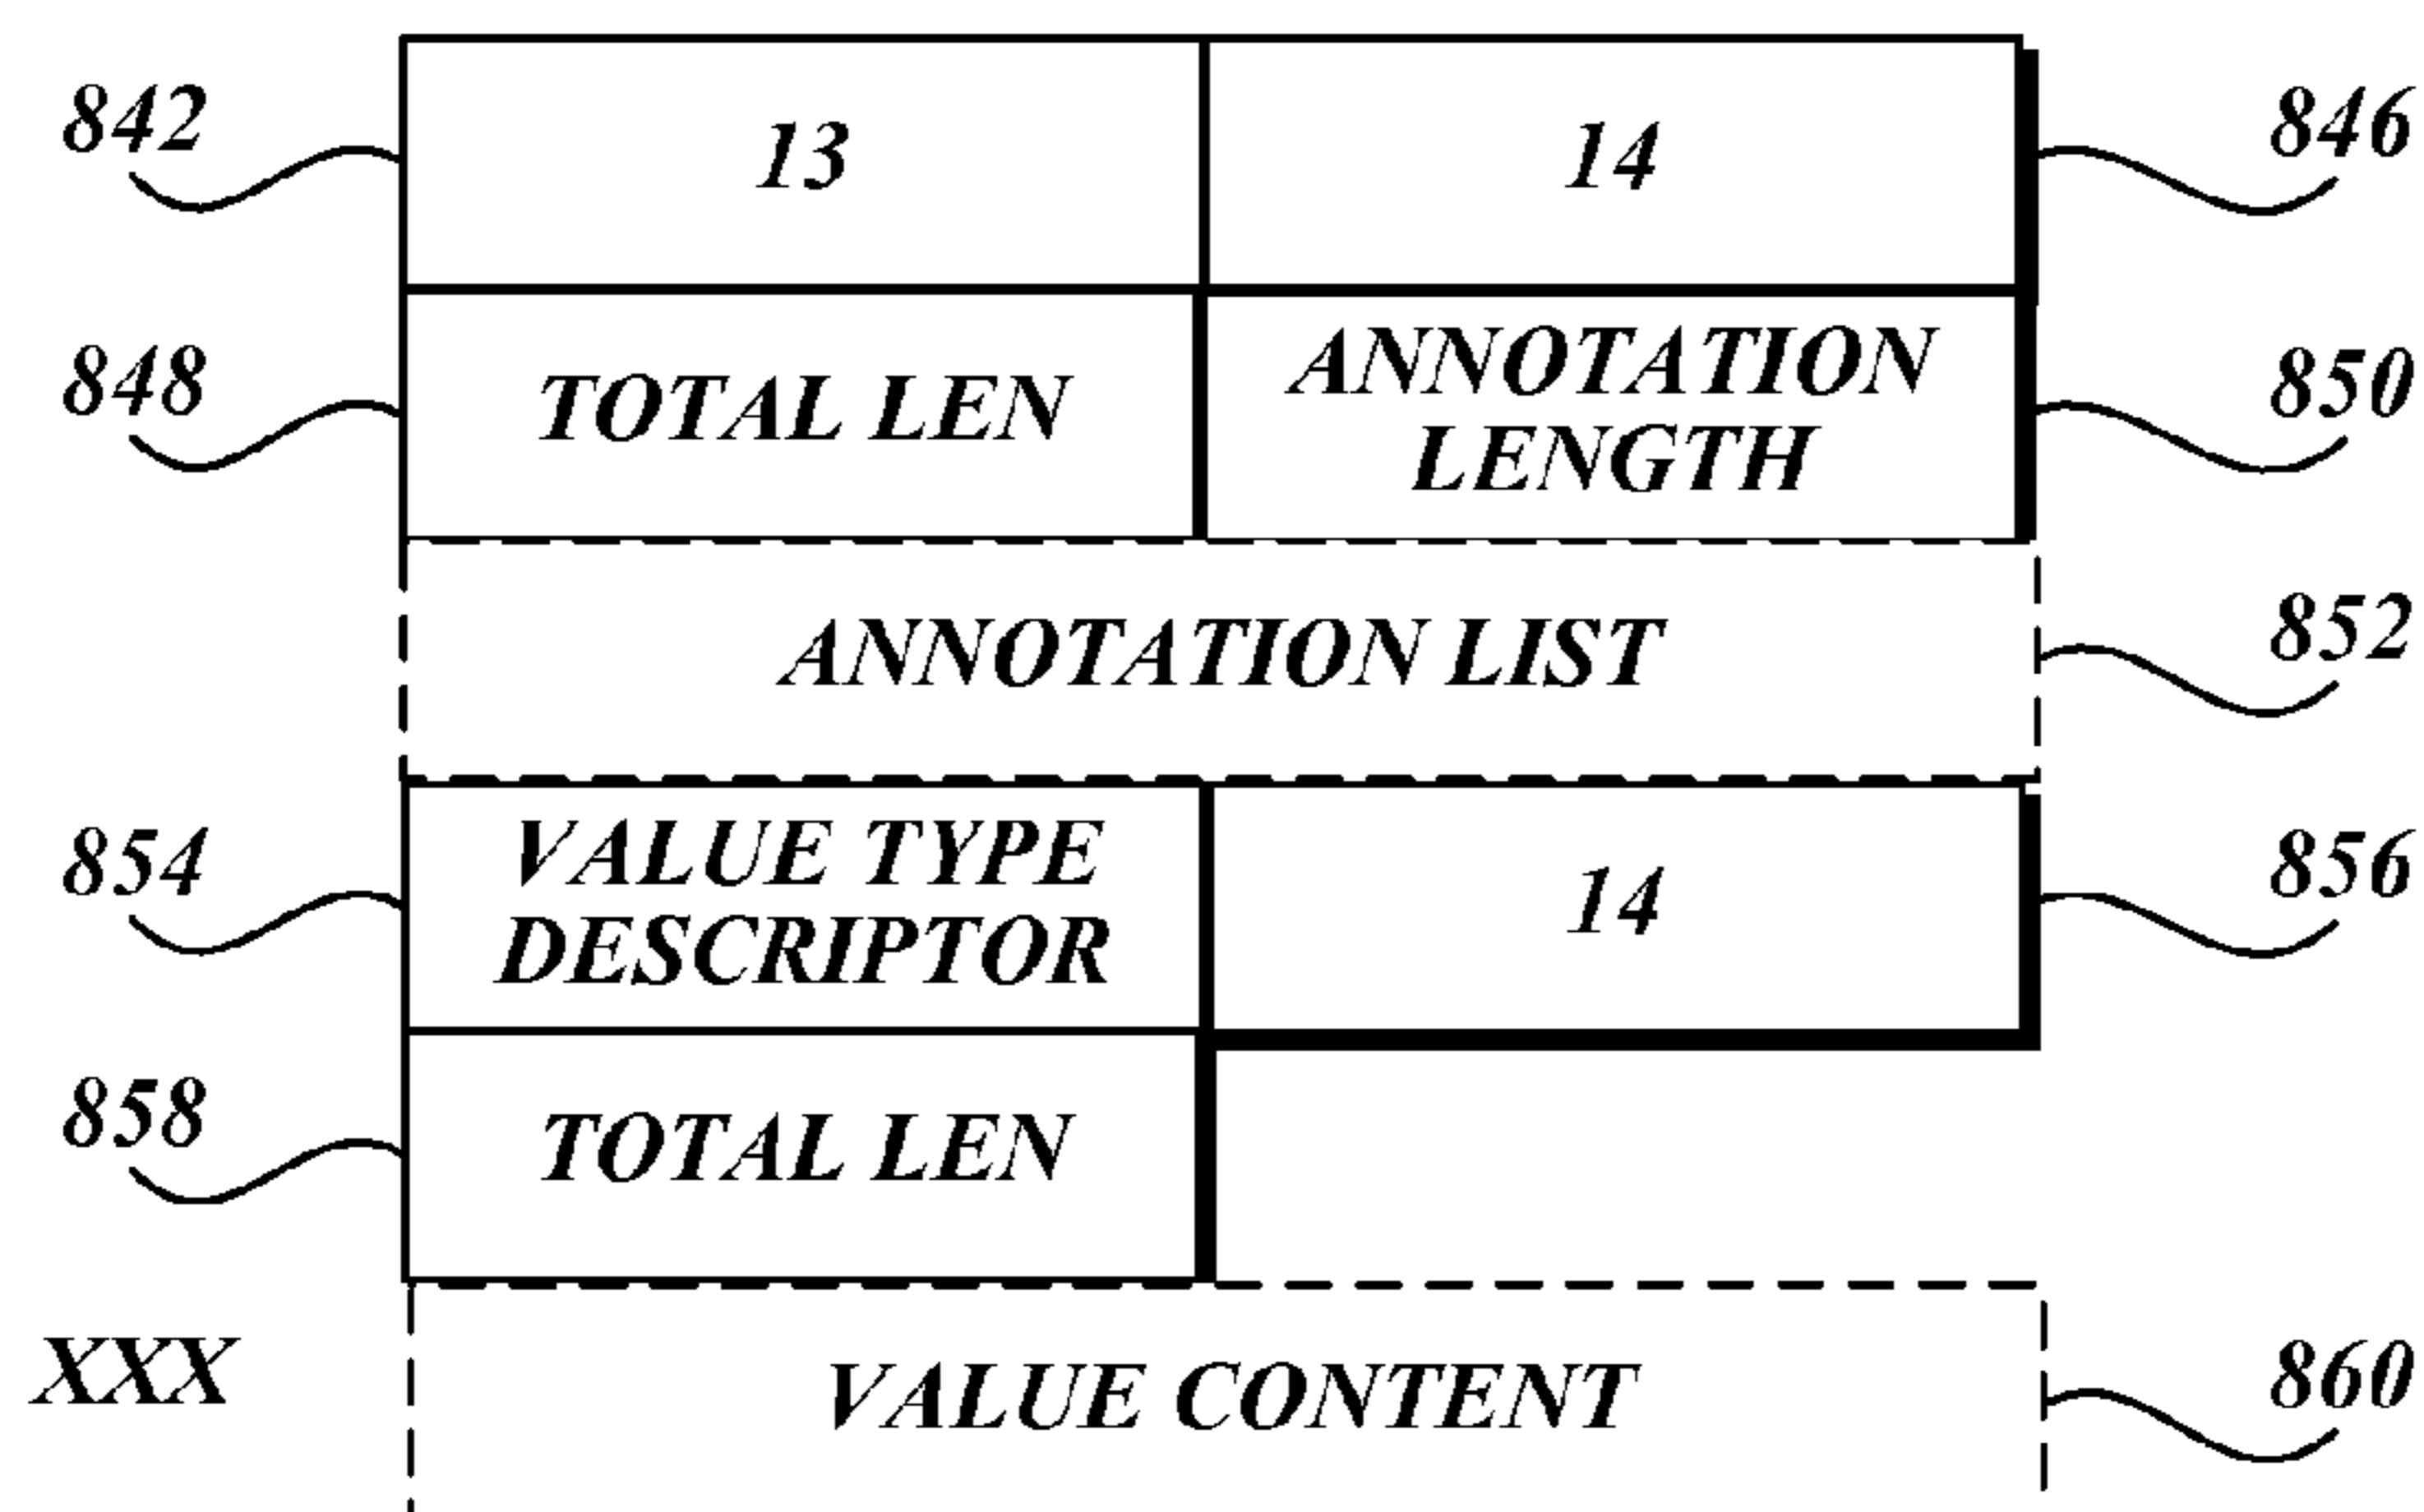 842 13 14 846
848 TOTAL LEN ANNOTATION LENGTH 850
ANNOTATION LIST 852
854 VALUE TYPE DESCRIPTOR 14 856
858 TOTAL LEN
XXX VALUE CONTENT 860